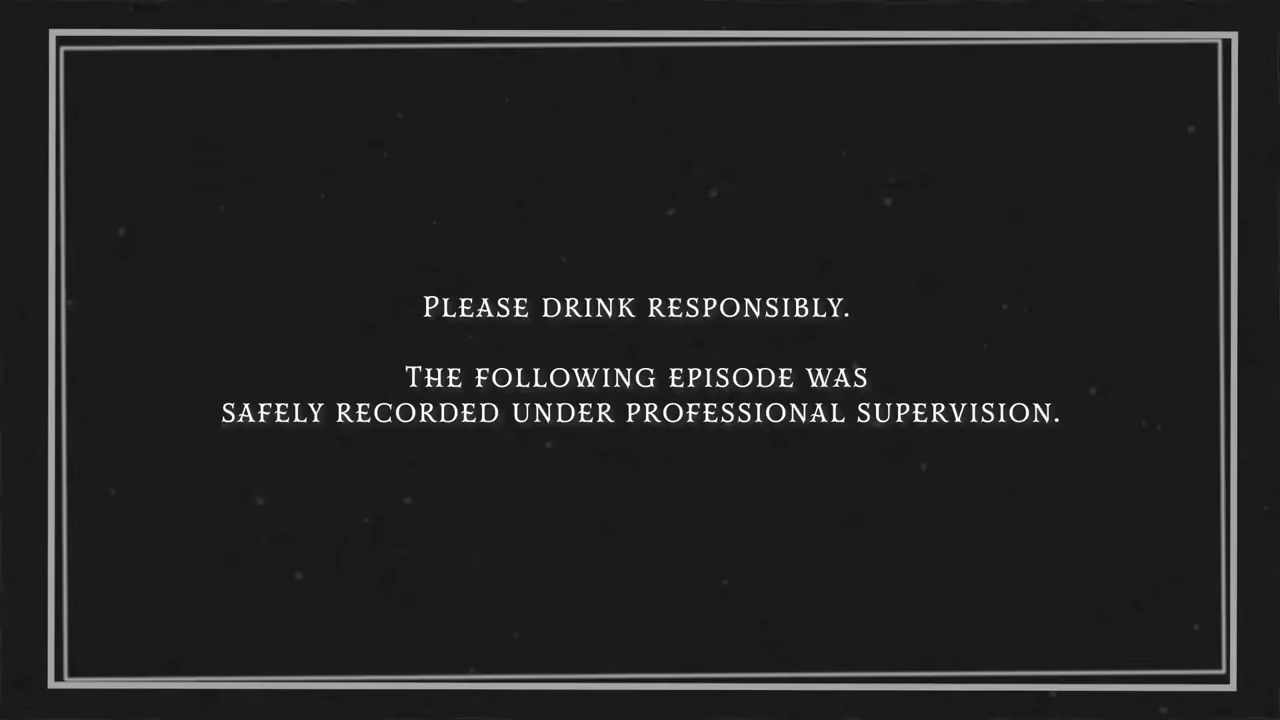 Please drink responsibly.
The following episode was
safely recorded under professional supervision.